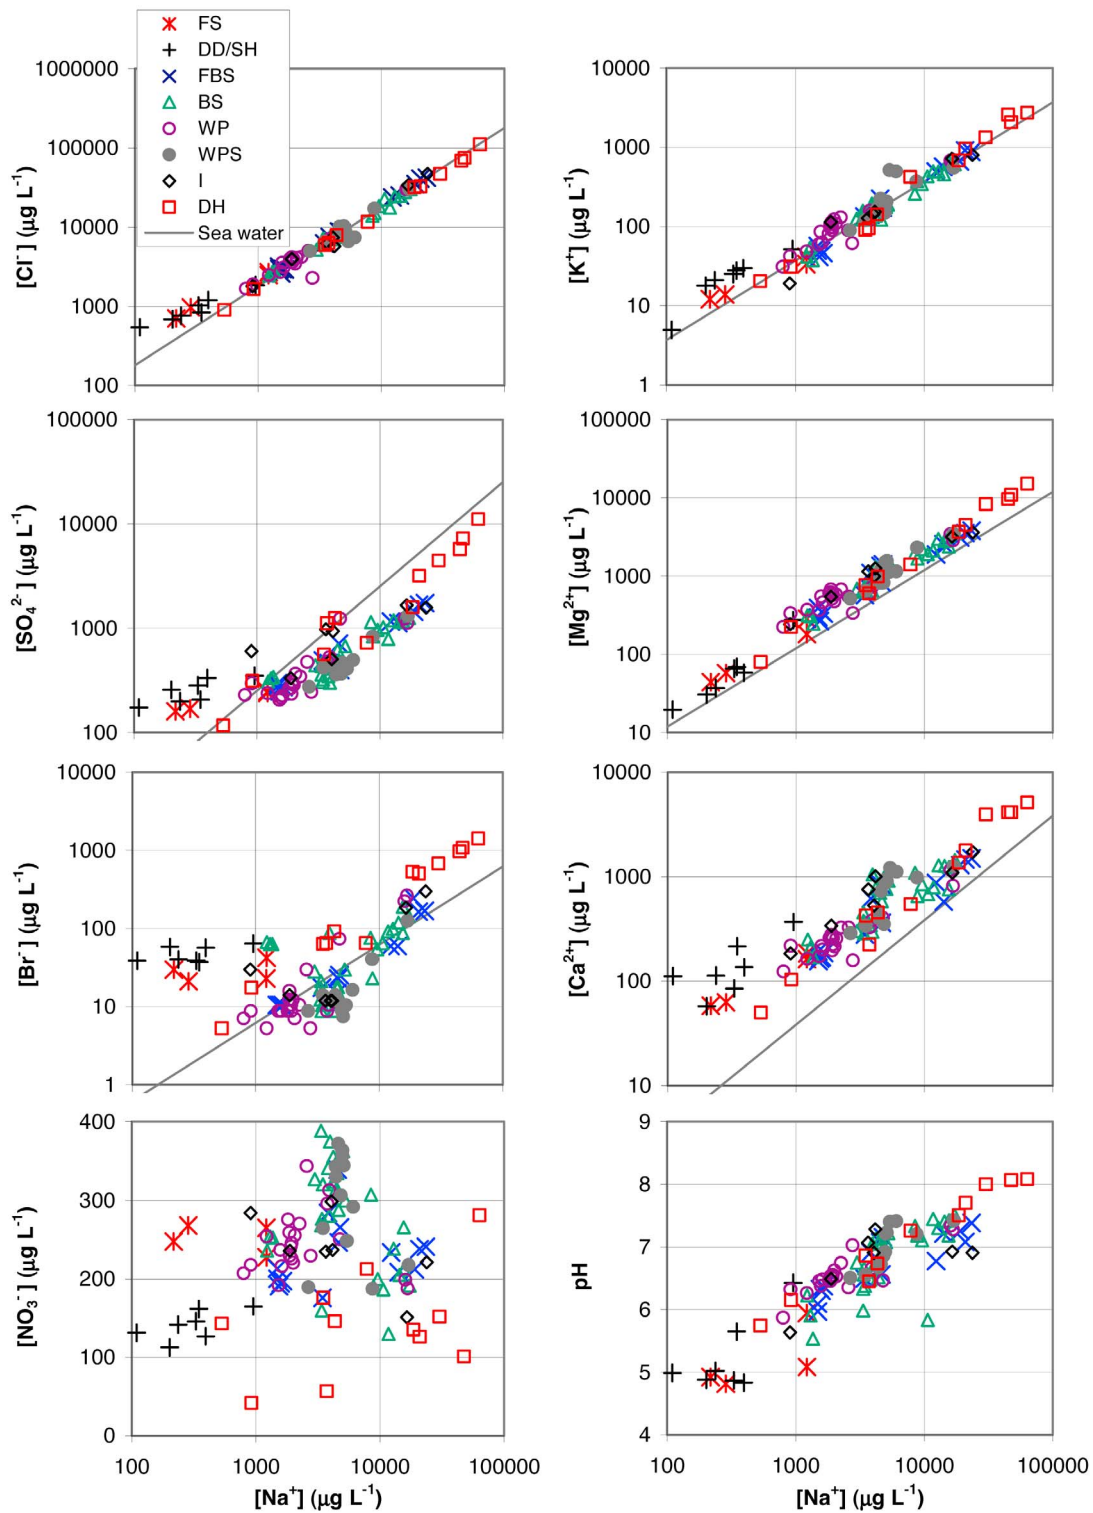 FS
DD/SH
FBS
BS
WP
WPS
I
DH
Sea water
1000000
100000
10000
1000
100
[Cl⁻] (µg L⁻¹)
10000
1000
100
10
1
[K⁺] (µg L⁻¹)
100000
10000
1000
100
[SO₄²⁻] (µg L⁻¹)
100000
10000
1000
100
10
[Mg²⁺] (µg L⁻¹)
10000
1000
100
10
1
[Br⁻] (µg L⁻¹)
10000
1000
100
10
[Ca²⁺] (µg L⁻¹)
400
300
200
100
0
[NO₃⁻] (µg L⁻¹)
100 1000 10000 100000
[Na⁺] (µg L⁻¹)
9
8
7
6
5
4
pH
100 1000 10000 100000
[Na⁺] (µg L⁻¹)